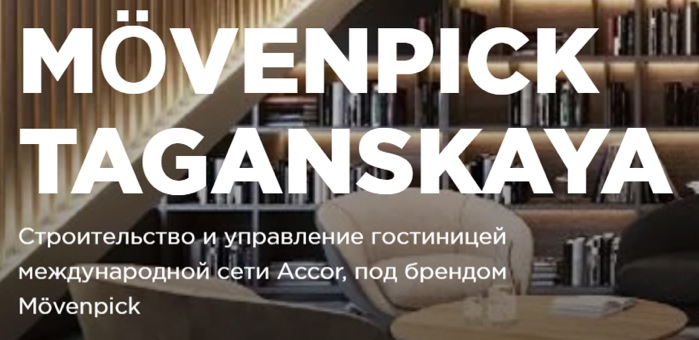 MÖVENPICK
TAGANSKAYA
Строительство и управление гостиницей
международной сети Accor, под брендом
Mövenpick